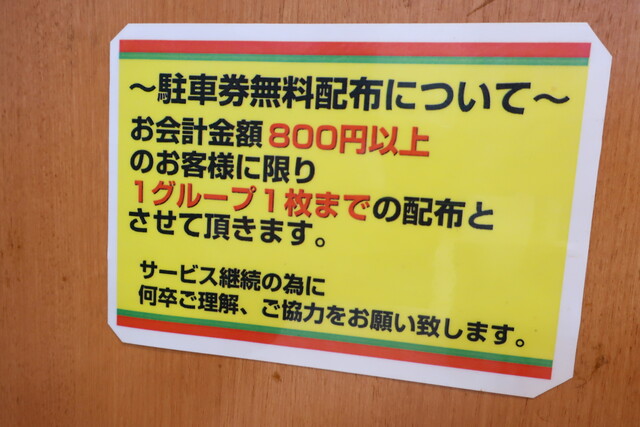 ～駐車券無料配布について～
お会計金額800円以上
のお客様に限り
1グループ1枚までの配布と
させて頂きます。
サービス継続の為に
何卒ご理解、ご協力をお願い致します。